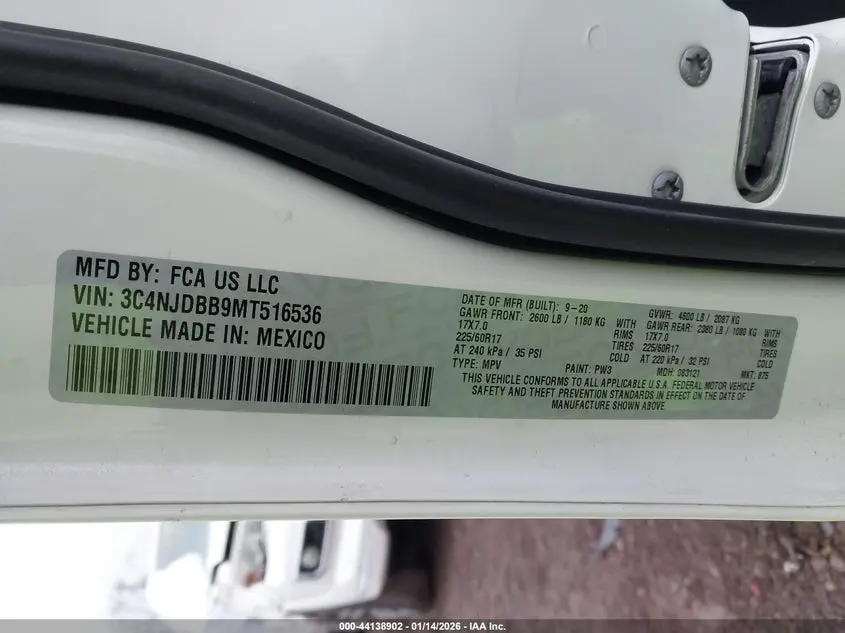 MFD BY: FCA US LLC
VIN: 3C4NJDBB9MT516536
VEHICLE MADE IN: MEXICO
DATE OF MFR (BUILT): 9-20
GVWR: 4600 LB / 2087 KG
GAWR FRONT: 2600 LB / 1180 KG WITH
GAWR REAR: 2380 LB / 1080 KG WITH
17X7.0 RIMS
17X7.0 RIMS
225/60R17 TIRES
225/60R17 TIRES
AT 240 kPa / 35 PSI COLD
AT 220 kPa / 32 PSI COLD
TYPE: MPV PAINT: PW3 MDH: 083121 MKT: 875
THIS VEHICLE CONFORMS TO ALL APPLICABLE U.S.A. FEDERAL MOTOR VEHICLE
SAFETY AND THEFT PREVENTION STANDARDS IN EFFECT ON THE DATE OF
MANUFACTURE SHOWN ABOVE.
000-44138902 - 01/14/2026 - IAA Inc.